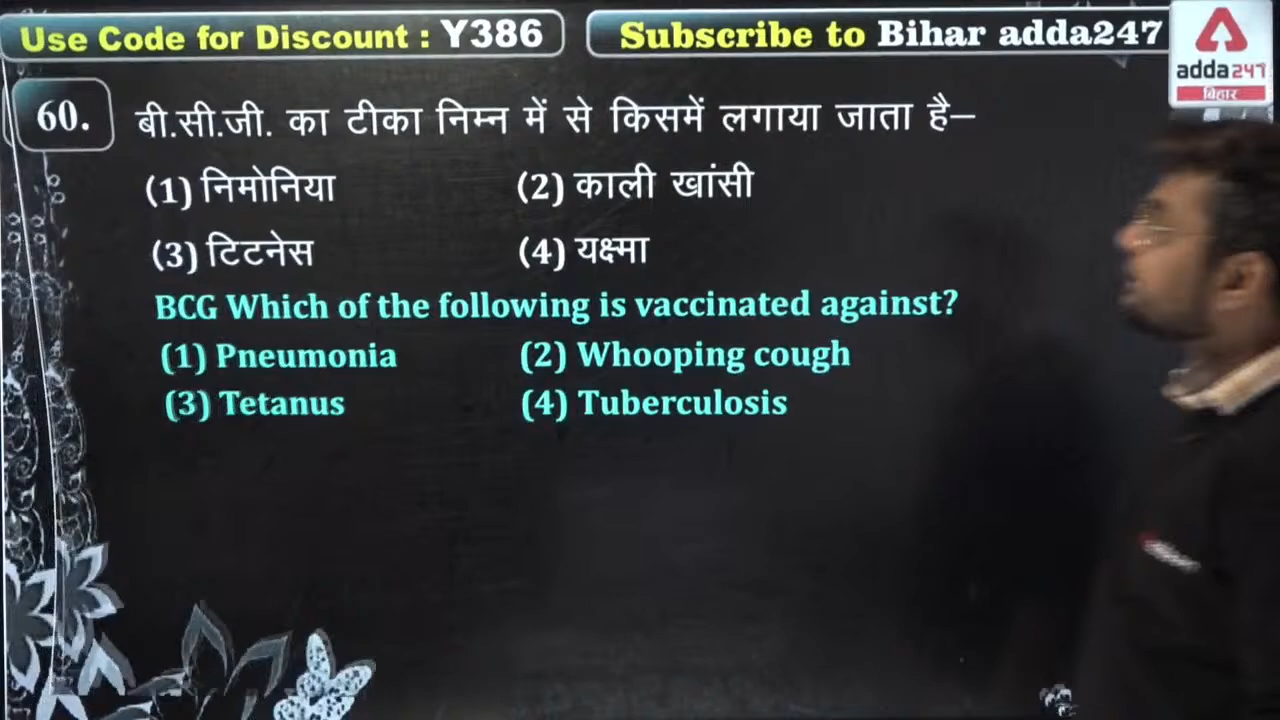 Use Code for Discount : Y386
Subscribe to Bihar adda247
adda247
बिहार
60. बी.सी.जी. का टीका निम्न में से किसमें लगाया जाता है–
(1) निमोनिया (2) काली खांसी
(3) टिटनेस (4) यक्ष्मा
BCG Which of the following is vaccinated against?
(1) Pneumonia (2) Whooping cough
(3) Tetanus (4) Tuberculosis